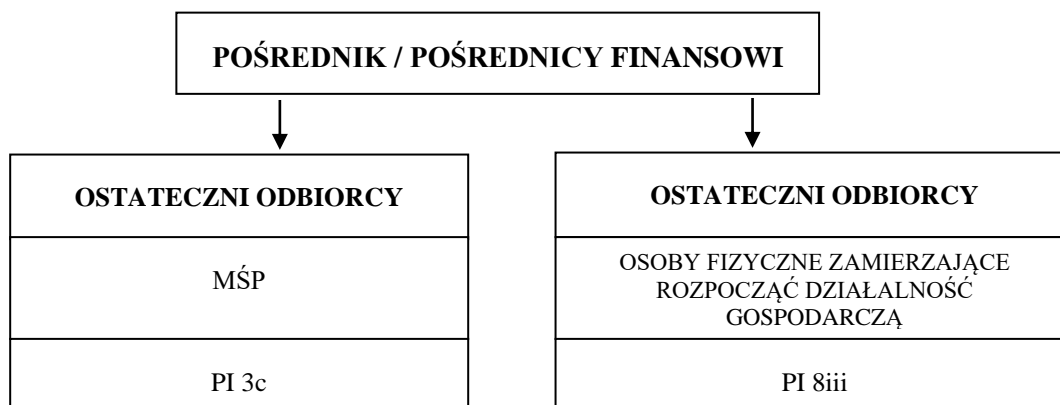 POŚREDNIK / POŚREDNICY FINANSOWI
OSTATECZNI ODBIORCY
MŚP
PI 3c
OSTATECZNI ODBIORCY
OSOBY FIZYCZNE ZAMIERZAJĄCE
ROZPOCZĄĆ DZIAŁALNOŚĆ
GOSPODARCZĄ
PI 8iii